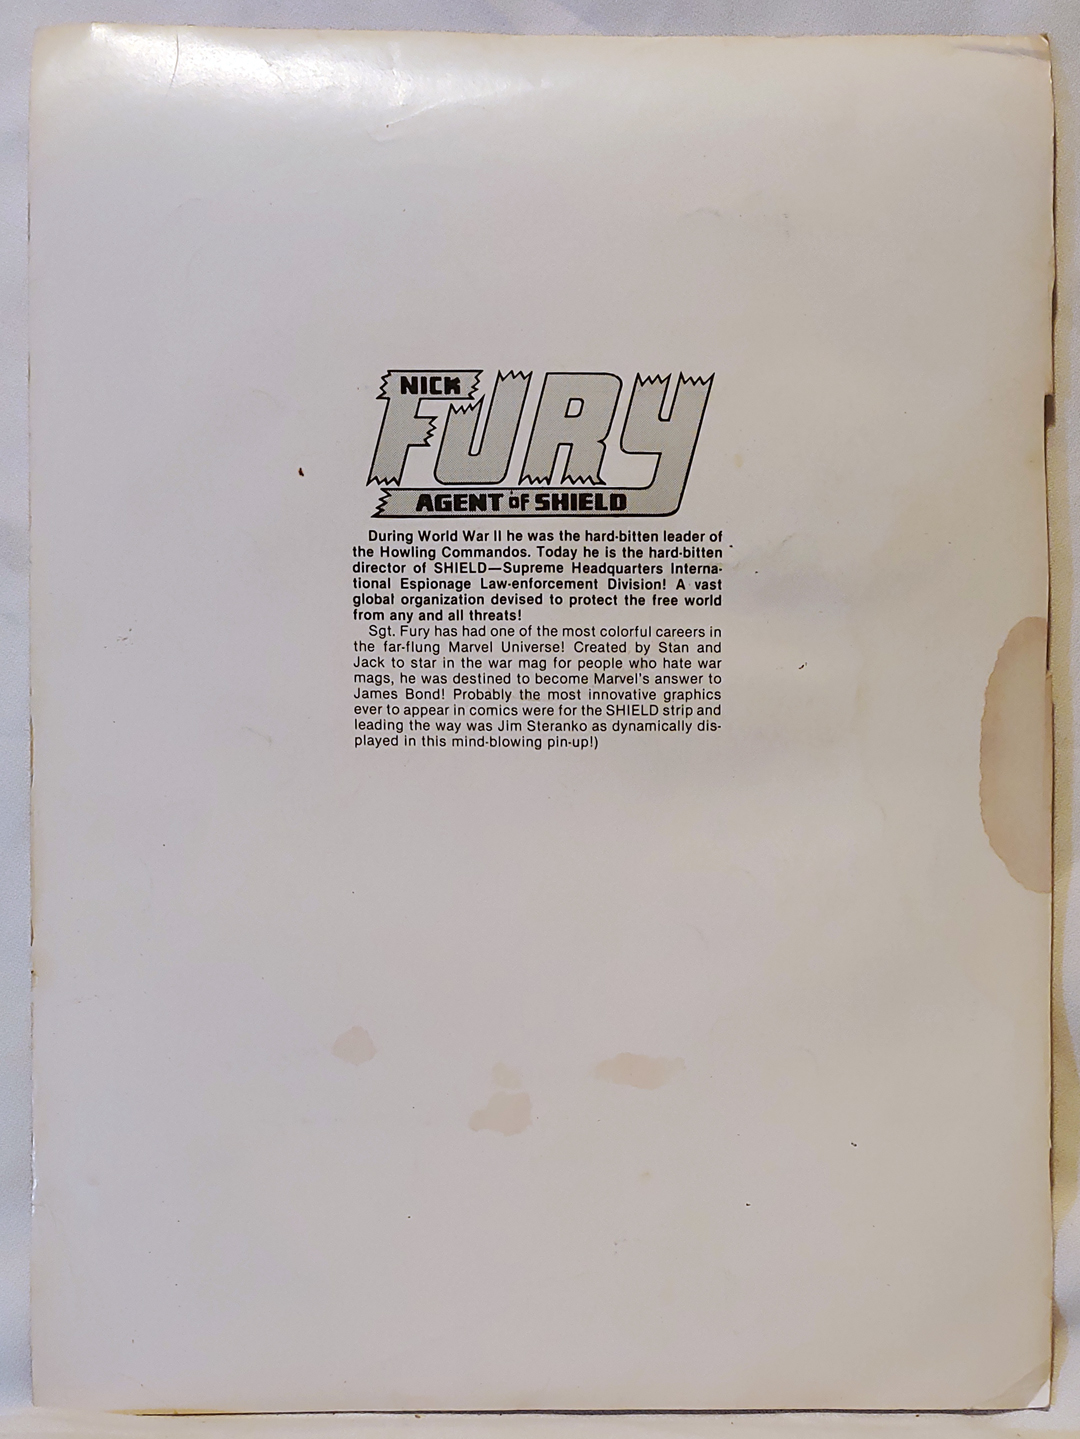 NICK
FURY
AGENT OF SHIELD
During World War II he was the hard-bitten leader of
the Howling Commandos. Today he is the hard-bitten
director of SHIELD—Supreme Headquarters Interna-
tional Espionage Law-enforcement Division! A vast
global organization devised to protect the free world
from any and all threats!
Sgt. Fury has had one of the most colorful careers in
the far-flung Marvel Universe! Created by Stan and
Jack to star in the war mag for people who hate war
mags, he was destined to become Marvel's answer to
James Bond! Probably the most innovative graphics
ever to appear in comics were for the SHIELD strip and
leading the way was Jim Steranko as dynamically dis-
played in this mind-blowing pin-up!)